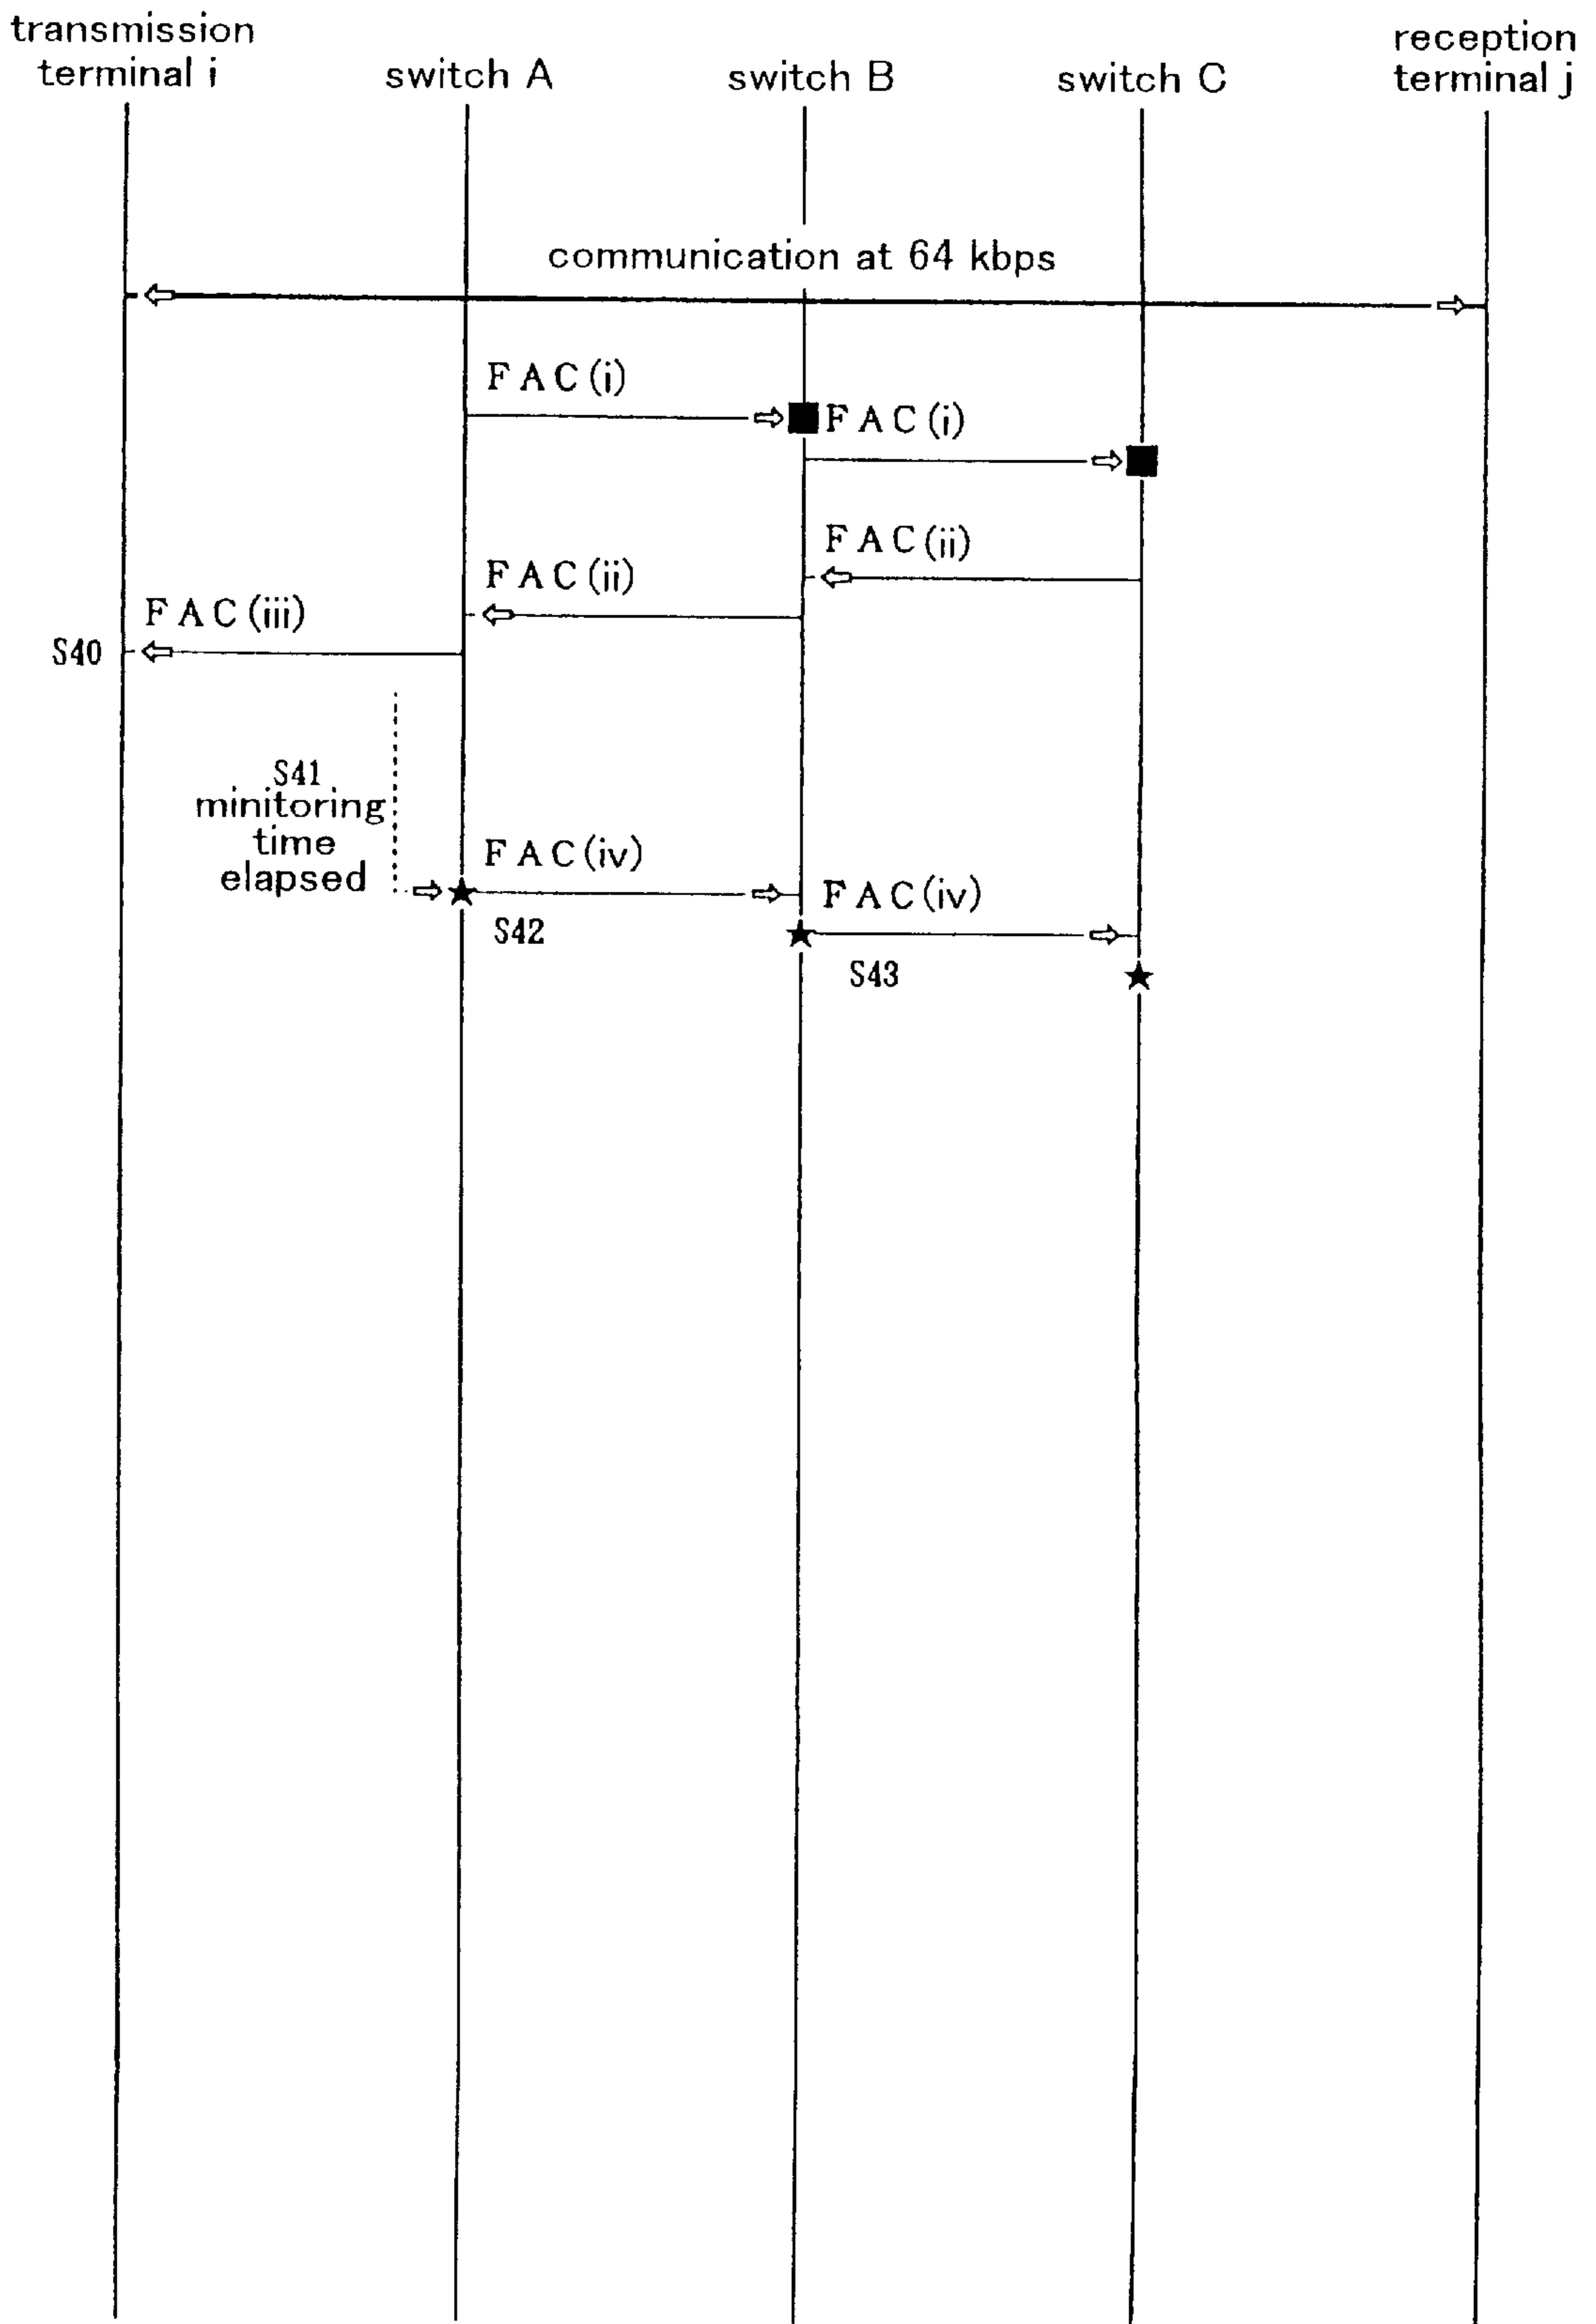 transmission
terminal i
switch A
switch B
switch C
reception
terminal j
communication at 64 kbps
FAC(i)
FAC(i)
FAC(ii)
FAC(ii)
FAC(iii)
S40
S41
minitoring
time
elapsed
FAC(iv)
FAC(iv)
S42
S43